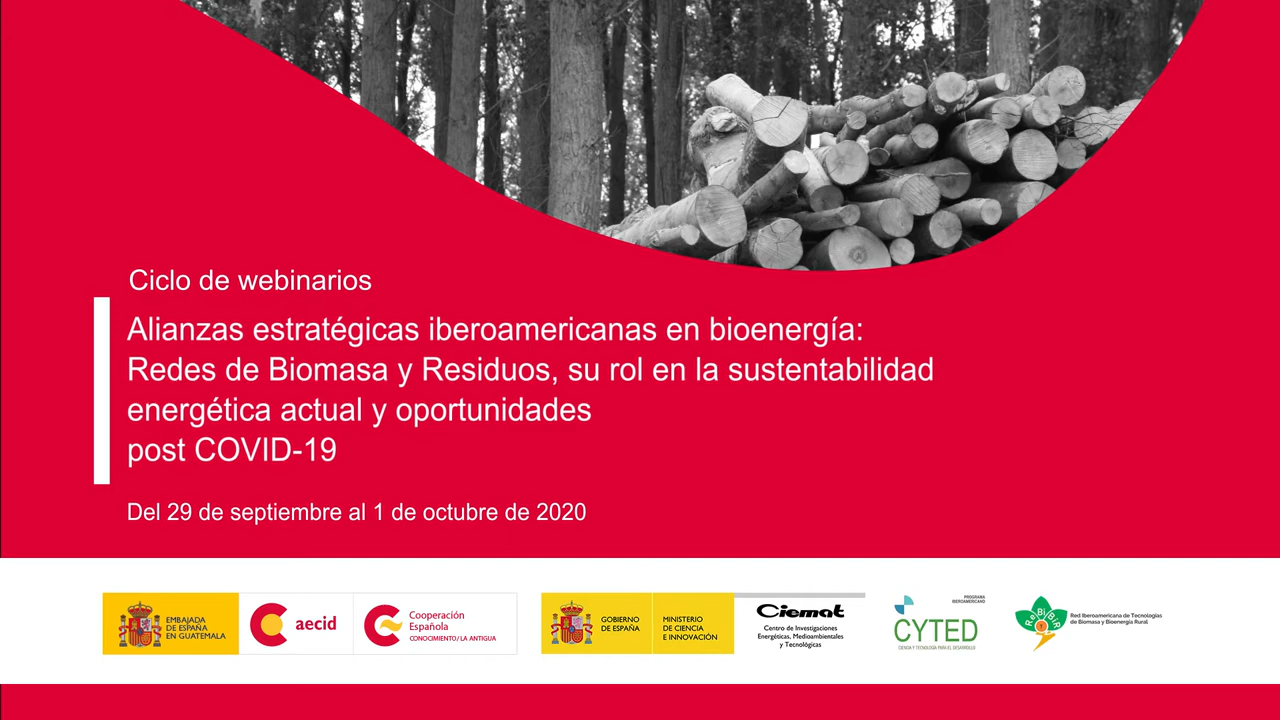 Ciclo de webinarios
Alianzas estratégicas iberoamericanas en bioenergía:
Redes de Biomasa y Residuos, su rol en la sustentabilidad
energética actual y oportunidades
post COVID-19
Del 29 de septiembre al 1 de octubre de 2020
EMBAJADA
DE ESPAÑA
EN GUATEMALA
aecid
Cooperación
Española
CONOCIMIENTO/LA ANTIGUA
GOBIERNO
DE ESPAÑA
MINISTERIO
DE CIENCIA
E INNOVACIÓN
Ciemat
Centro de Investigaciones
Energéticas, Medioambientales
y Tecnológicas
PROGRAMA
IBEROAMERICANO
CYTED
CIENCIA Y TECNOLOGÍA PARA EL DESARROLLO
Red Iberoamericana de Tecnologías
de Biomasa y Bioenergía Rural